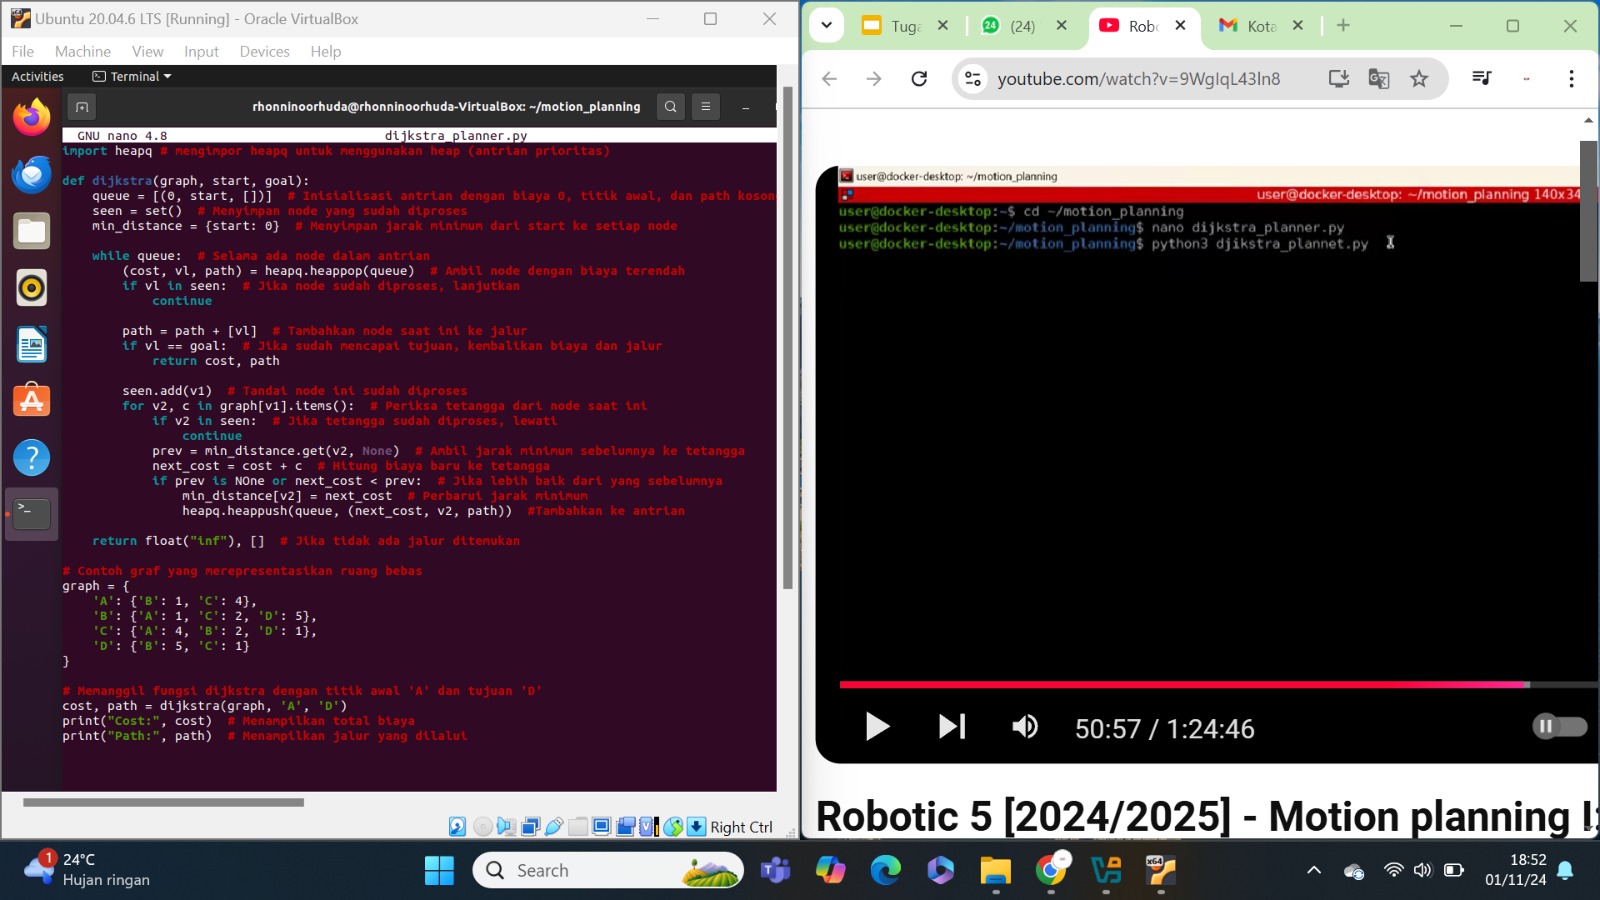 Ubuntu 20.04.6 LTS [Running] - Oracle VirtualBox
File Machine View Input Devices Help
Activities Terminal
rhonninoorhuda@rhonninoorhuda-VirtualBox: ~/motion_planning
GNU nano 4.8 dijkstra_planner.py
import heapq # mengimpor heapq untuk menggunakan heap (antrian prioritas)
def dijkstra(graph, start, goal):
queue = [(0, start, [])] # Inisialisasi antrian dengan biaya 0, titik awal, dan path koson
seen = set() # Menyimpan node yang sudah diproses
min_distance = {start: 0} # Menyimpan jarak minimum dari start ke setiap node
while queue: # Selama ada node dalam antrian
(cost, vl, path) = heapq.heappop(queue) # Ambil node dengan biaya terendah
if vl in seen: # Jika node sudah diproses, lanjutkan
continue
path = path + [vl] # Tambahkan node saat ini ke jalur
if vl == goal: # Jika sudah mencapai tujuan, kembalikan biaya dan jalur
return cost, path
seen.add(v1) # Tandai node ini sudah diproses
for v2, c in graph[v1].items(): # Periksa tetangga dari node saat ini
if v2 in seen: # Jika tetangga sudah diproses, lewati
continue
prev = min_distance.get(v2, None) # Ambil jarak minimum sebelumnya ke tetangga
next_cost = cost + c # Hitung biaya baru ke tetangga
if prev is NOne or next_cost < prev: # Jika lebih baik dari yang sebelumnya
min_distance[v2] = next_cost # Perbarui jarak minimum
heapq.heappush(queue, (next_cost, v2, path)) #Tambahkan ke antrian
return float("inf"), [] # Jika tidak ada jalur ditemukan
# Contoh graf yang merepresentasikan ruang bebas
graph = {
'A': {'B': 1, 'C': 4},
'B': {'A': 1, 'C': 2, 'D': 5},
'C': {'A': 4, 'B': 2, 'D': 1},
'D': {'B': 5, 'C': 1}
}
# Memanggil fungsi dijkstra dengan titik awal 'A' dan tujuan 'D'
cost, path = dijkstra(graph, 'A', 'D')
print("Cost:", cost) # Menampilkan total biaya
print("Path:", path) # Menampilkan jalur yang dilalui
Right Ctrl
Tuga 24 (24) Robo Kota
youtube.com/watch?v=9WgIqL43In8
user@docker-desktop: ~/motion_planning
user@docker-desktop: ~/motion_planning 140x34
user@docker-desktop:~$ cd ~/motion_planning
user@docker-desktop:~/motion_planning$ nano dijkstra_planner.py
user@docker-desktop:~/motion_planning$ python3 djikstra_plannet.py
50:57 / 1:24:46
Robotic 5 [2024/2025] - Motion planning I
1
24°C
Hujan ringan
Search
x64
18:52
01/11/24